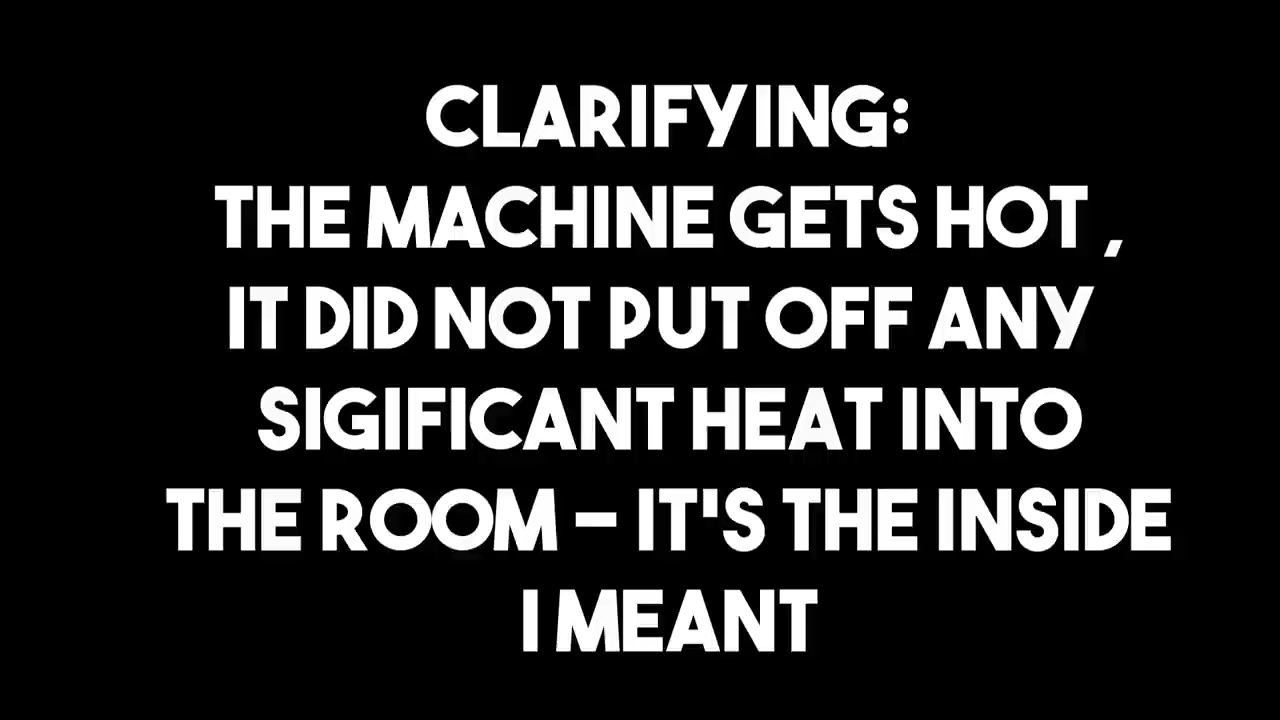 CLARIFYING:
THE MACHINE GETS HOT ,
IT DID NOT PUT OFF ANY
SIGIFICANT HEAT INTO
THE ROOM - IT'S THE INSIDE
I MEANT